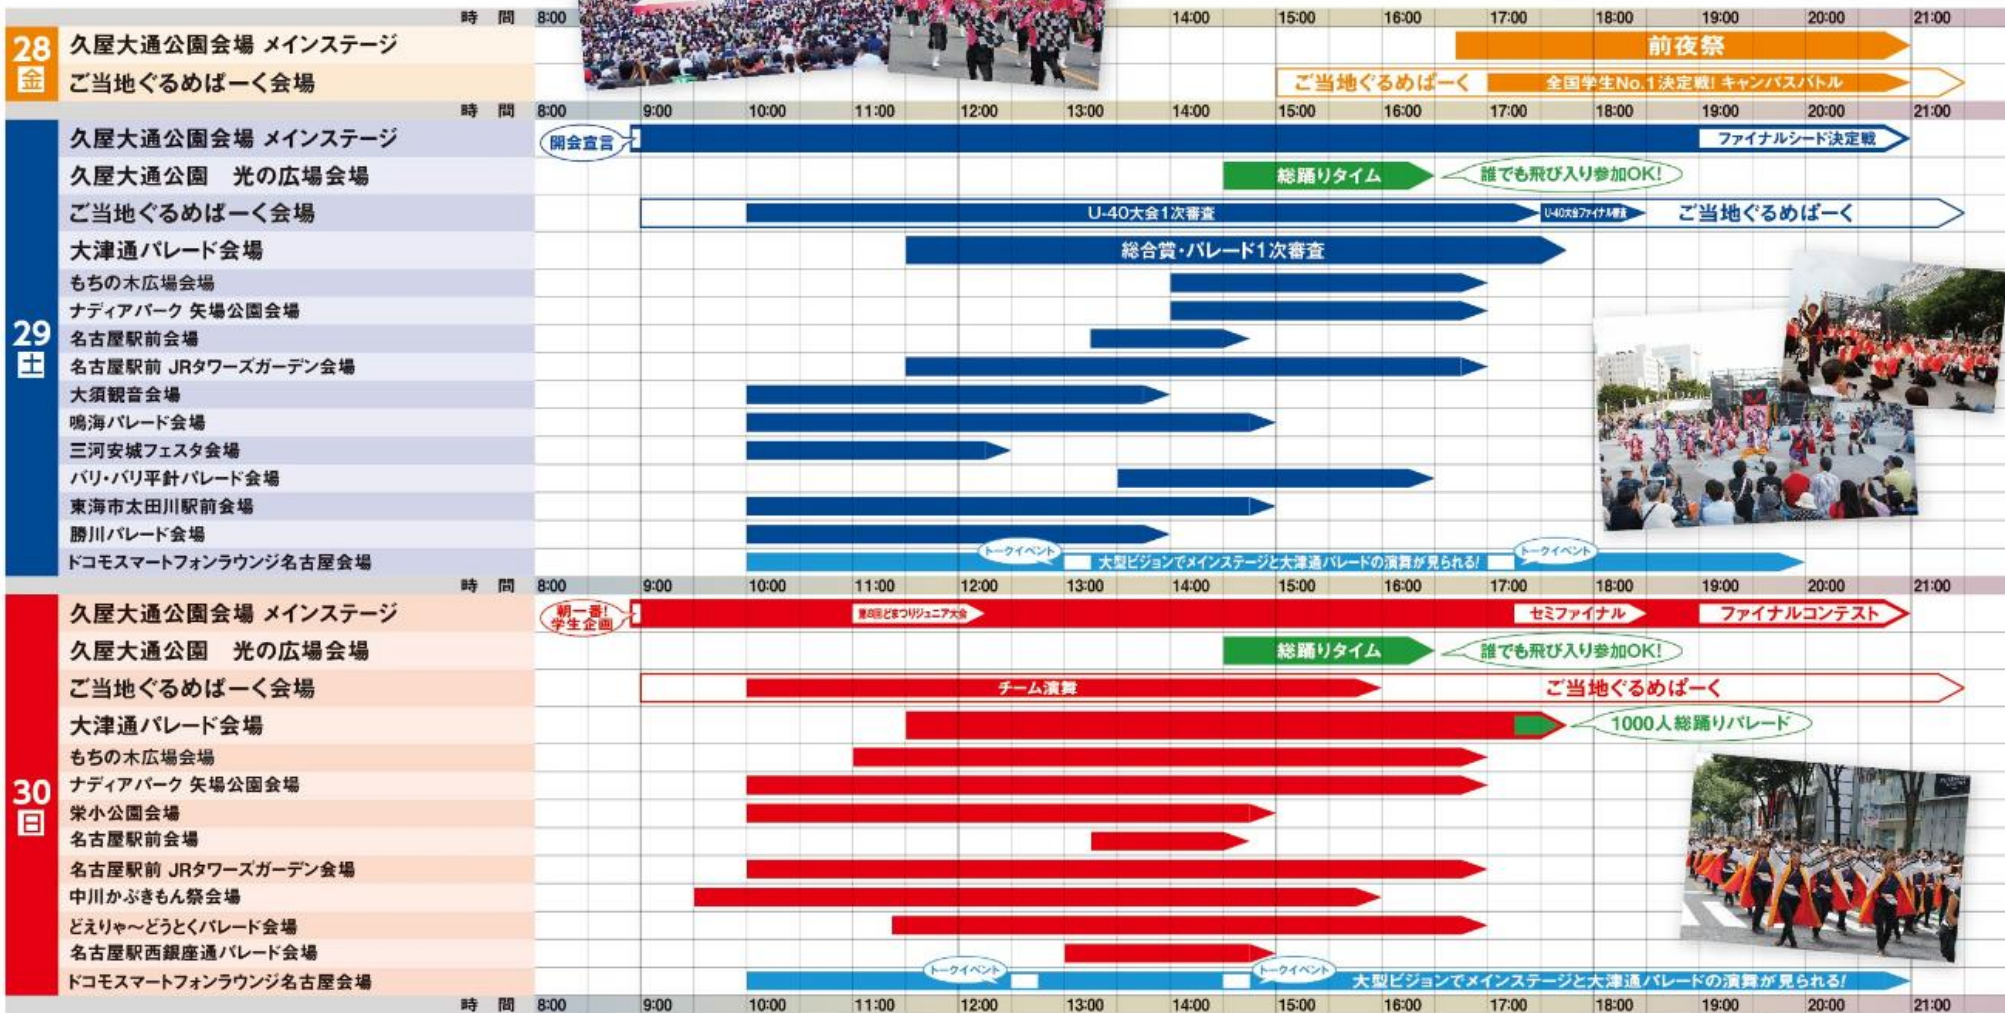 時 間 8:00 14:00 15:00 16:00 17:00 18:00 19:00 20:00 21:00
28 金
久屋大通公園会場 メインステージ 前夜祭
ご当地ぐるめぱーく会場 ご当地ぐるめぱーく 全国学生No.1決定戦! キャンパスバトル
時 間 8:00 9:00 10:00 11:00 12:00 13:00 14:00 15:00 16:00 17:00 18:00 19:00 20:00 21:00
29 土
久屋大通公園会場 メインステージ 開会宣言 ファイナルシード決定戦
久屋大通公園 光の広場会場 総踊りタイム 誰でも飛び入り参加OK!
ご当地ぐるめぱーく会場 U-40大会1次審査 U-40大会ファイナル審査 ご当地ぐるめぱーく
大津通パレード会場 総合賞・パレード1次審査
もちの木広場会場
ナディアパーク 矢場公園会場
名古屋駅前会場
名古屋駅前 JRタワーズガーデン会場
大須観音会場
鳴海パレード会場
三河安城フェスタ会場
バリ・バリ平針パレード会場
東海市太田川駅前会場
勝川パレード会場
ドコモスマートフォンラウンジ名古屋会場 トークイベント 大型ビジョンでメインステージと大津通パレードの演舞が見られる! トークイベント
時 間 8:00 9:00 10:00 11:00 12:00 13:00 14:00 15:00 16:00 17:00 18:00 19:00 20:00 21:00
30 日
久屋大通公園会場 メインステージ 朝一番! 学生企画 第8回どまつりジュニア大会 セミファイナル ファイナルコンテスト
久屋大通公園 光の広場会場 総踊りタイム 誰でも飛び入り参加OK!
ご当地ぐるめぱーく会場 チーム演舞 ご当地ぐるめぱーく
大津通パレード会場 1000人総踊りパレード
もちの木広場会場
ナディアパーク 矢場公園会場
栄小公園会場
名古屋駅前会場
名古屋駅前 JRタワーズガーデン会場
中川かぶきもん祭会場
どえりゃ〜どうとくパレード会場
名古屋駅西銀座通パレード会場
ドコモスマートフォンラウンジ名古屋会場 トークイベント トークイベント 大型ビジョンでメインステージと大津通パレードの演舞が見られる!
時 間 8:00 9:00 10:00 11:00 12:00 13:00 14:00 15:00 16:00 17:00 18:00 19:00 20:00 21:00